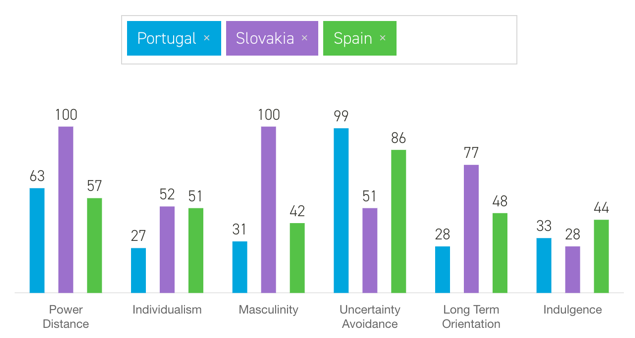 Portugal × Slovakia × Spain ×
100 100 99
63 57 52 51 31 42 51 86 77 48 33 28 44
27 28
Power Distance Individualism Masculinity Uncertainty Avoidance Long Term Orientation Indulgence